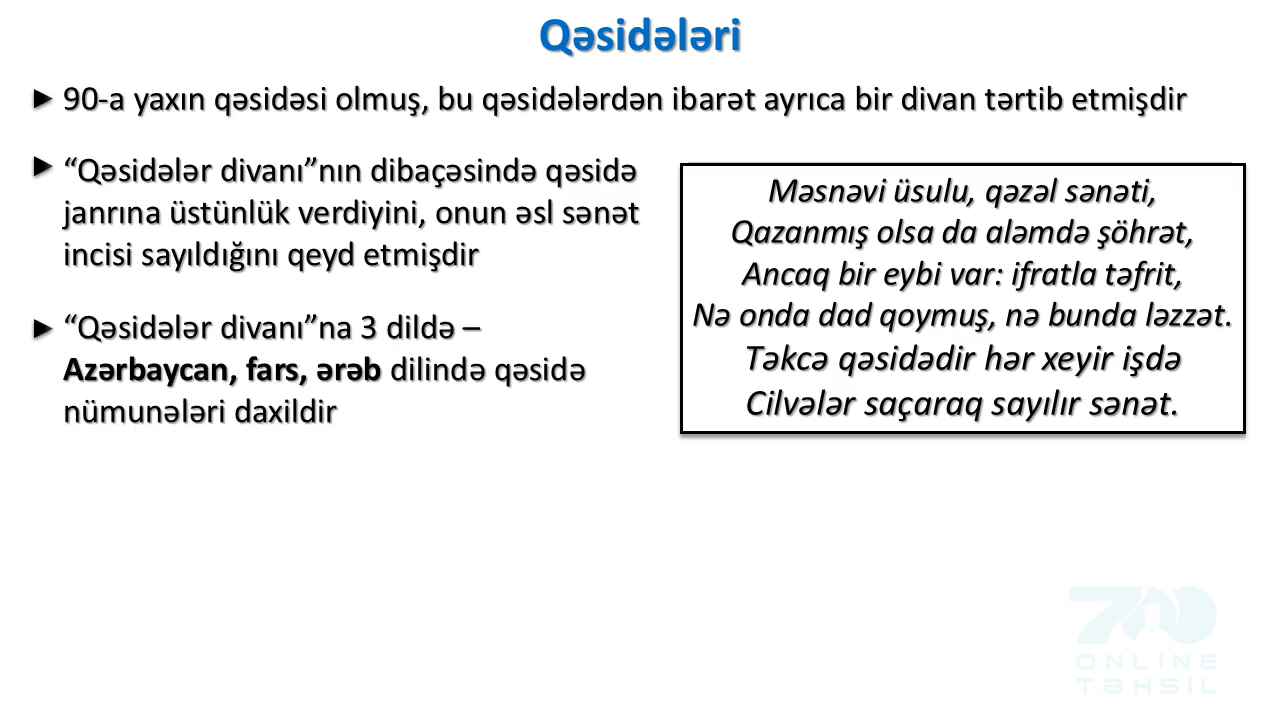 Qəsidələri
► 90-a yaxın qəsidəsi olmuş, bu qəsidələrdən ibarət ayrıca bir divan tərtib etmişdir
► “Qəsidələr divanı”nın dibaçəsində qəsidə
janrına üstünlük verdiyini, onun əsl sənət
incisi sayıldığını qeyd etmişdir
► “Qəsidələr divanı”na 3 dildə –
Azərbaycan, fars, ərəb dilində qəsidə
nümunələri daxildir
Məsnəvi üsulu, qəzəl sənəti,
Qazanmış olsa da aləmdə şöhrət,
Ancaq bir eybi var: ifratla təfrit,
Nə onda dad qoymuş, nə bunda ləzzət.
Təkcə qəsidədir hər xeyir işdə
Cilvələr saçaraq sayılır sənət.
700
ONLINE
TƏHSİL